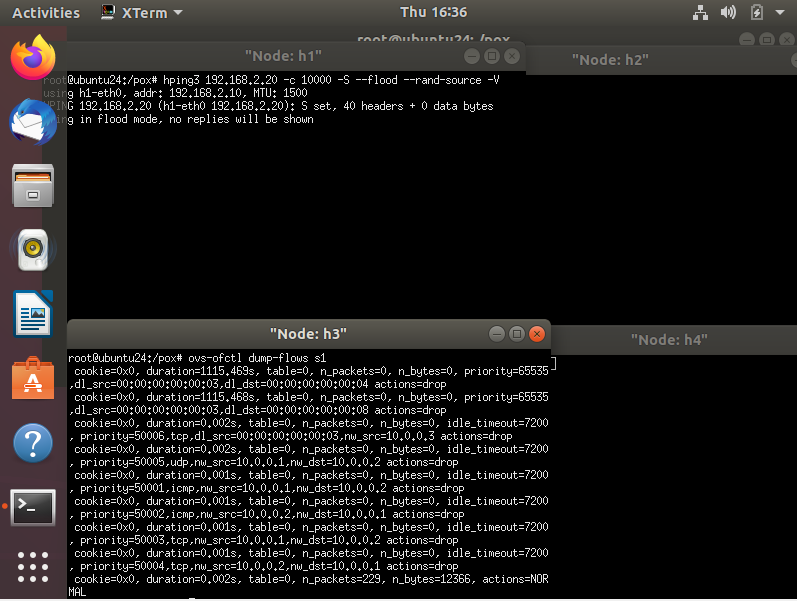 Activities XTerm Thu 16:36
root@ubuntu24: /pox
"Node: h1"
"Node: h2"
root@ubuntu24:/pox# hping3 192.168.2.20 -c 10000 -S --flood --rand-source -V
using h1-eth0, addr: 192.168.2.10, MTU: 1500
HPING 192.168.2.20 (h1-eth0 192.168.2.20): S set, 40 headers + 0 data bytes
ing in flood mode, no replies will be shown
"Node: h3"
"Node: h4"
root@ubuntu24:/pox# ovs-ofctl dump-flows s1
cookie=0x0, duration=1115.469s, table=0, n_packets=0, n_bytes=0, priority=65535
,dl_src=00:00:00:00:00:03,dl_dst=00:00:00:00:00:04 actions=drop
cookie=0x0, duration=1115.468s, table=0, n_packets=0, n_bytes=0, priority=65535
,dl_src=00:00:00:00:00:03,dl_dst=00:00:00:00:00:08 actions=drop
cookie=0x0, duration=0.002s, table=0, n_packets=0, n_bytes=0, idle_timeout=7200
, priority=50006,tcp,dl_src=00:00:00:00:00:03,nw_src=10.0.0.3 actions=drop
cookie=0x0, duration=0.002s, table=0, n_packets=0, n_bytes=0, idle_timeout=7200
, priority=50005,udp,nw_src=10.0.0.1,nw_dst=10.0.0.2 actions=drop
cookie=0x0, duration=0.001s, table=0, n_packets=0, n_bytes=0, idle_timeout=7200
, priority=50001,icmp,nw_src=10.0.0.1,nw_dst=10.0.0.2 actions=drop
cookie=0x0, duration=0.001s, table=0, n_packets=0, n_bytes=0, idle_timeout=7200
, priority=50002,icmp,nw_src=10.0.0.2,nw_dst=10.0.0.1 actions=drop
cookie=0x0, duration=0.001s, table=0, n_packets=0, n_bytes=0, idle_timeout=7200
, priority=50003,tcp,nw_src=10.0.0.1,nw_dst=10.0.0.2 actions=drop
cookie=0x0, duration=0.001s, table=0, n_packets=0, n_bytes=0, idle_timeout=7200
, priority=50004,tcp,nw_src=10.0.0.2,nw_dst=10.0.0.1 actions=drop
cookie=0x0, duration=0.002s, table=0, n_packets=229, n_bytes=12366, actions=NOR
MAL